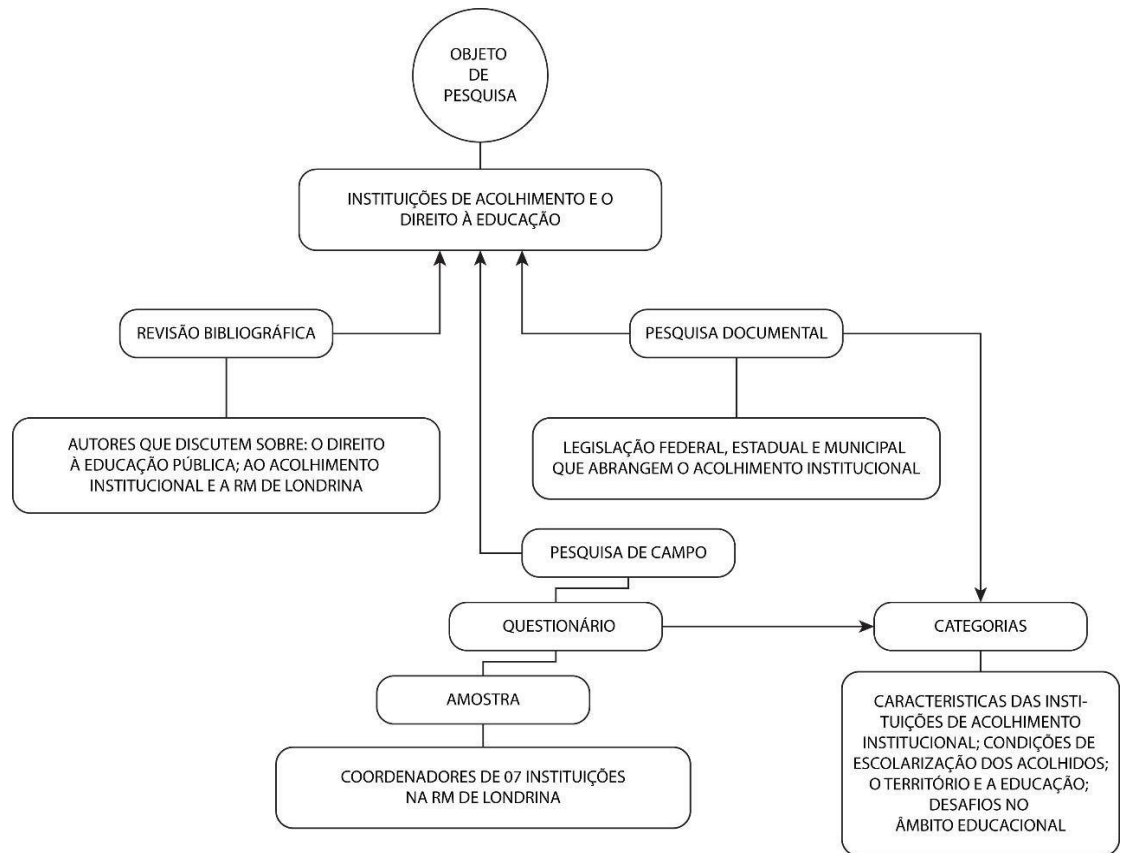 OBJETO
DE
PESQUISA
INSTITUIÇÕES DE ACOLHIMENTO E O
DIREITO À EDUCAÇÃO
REVISÃO BIBLIOGRÁFICA
PESQUISA DOCUMENTAL
AUTORES QUE DISCUTEM SOBRE: O DIREITO
À EDUCAÇÃO PÚBLICA; AO ACOLHIMENTO
INSTITUCIONAL E A RM DE LONDRINA
LEGISLAÇÃO FEDERAL, ESTADUAL E MUNICIPAL
QUE ABRANGEM O ACOLHIMENTO INSTITUCIONAL
PESQUISA DE CAMPO
QUESTIONÁRIO
CATEGORIAS
AMOSTRA
COORDENADORES DE 07 INSTITUIÇÕES
NA RM DE LONDRINA
CARACTERISTICAS DAS INSTI-
TUIÇÕES DE ACOLHIMENTO
INSTITUCIONAL; CONDIÇÕES DE
ESCOLARIZAÇÃO DOS ACOLHIDOS;
O TERRITÓRIO E A EDUCAÇÃO;
DESAFIOS NO
ÂMBITO EDUCACIONAL